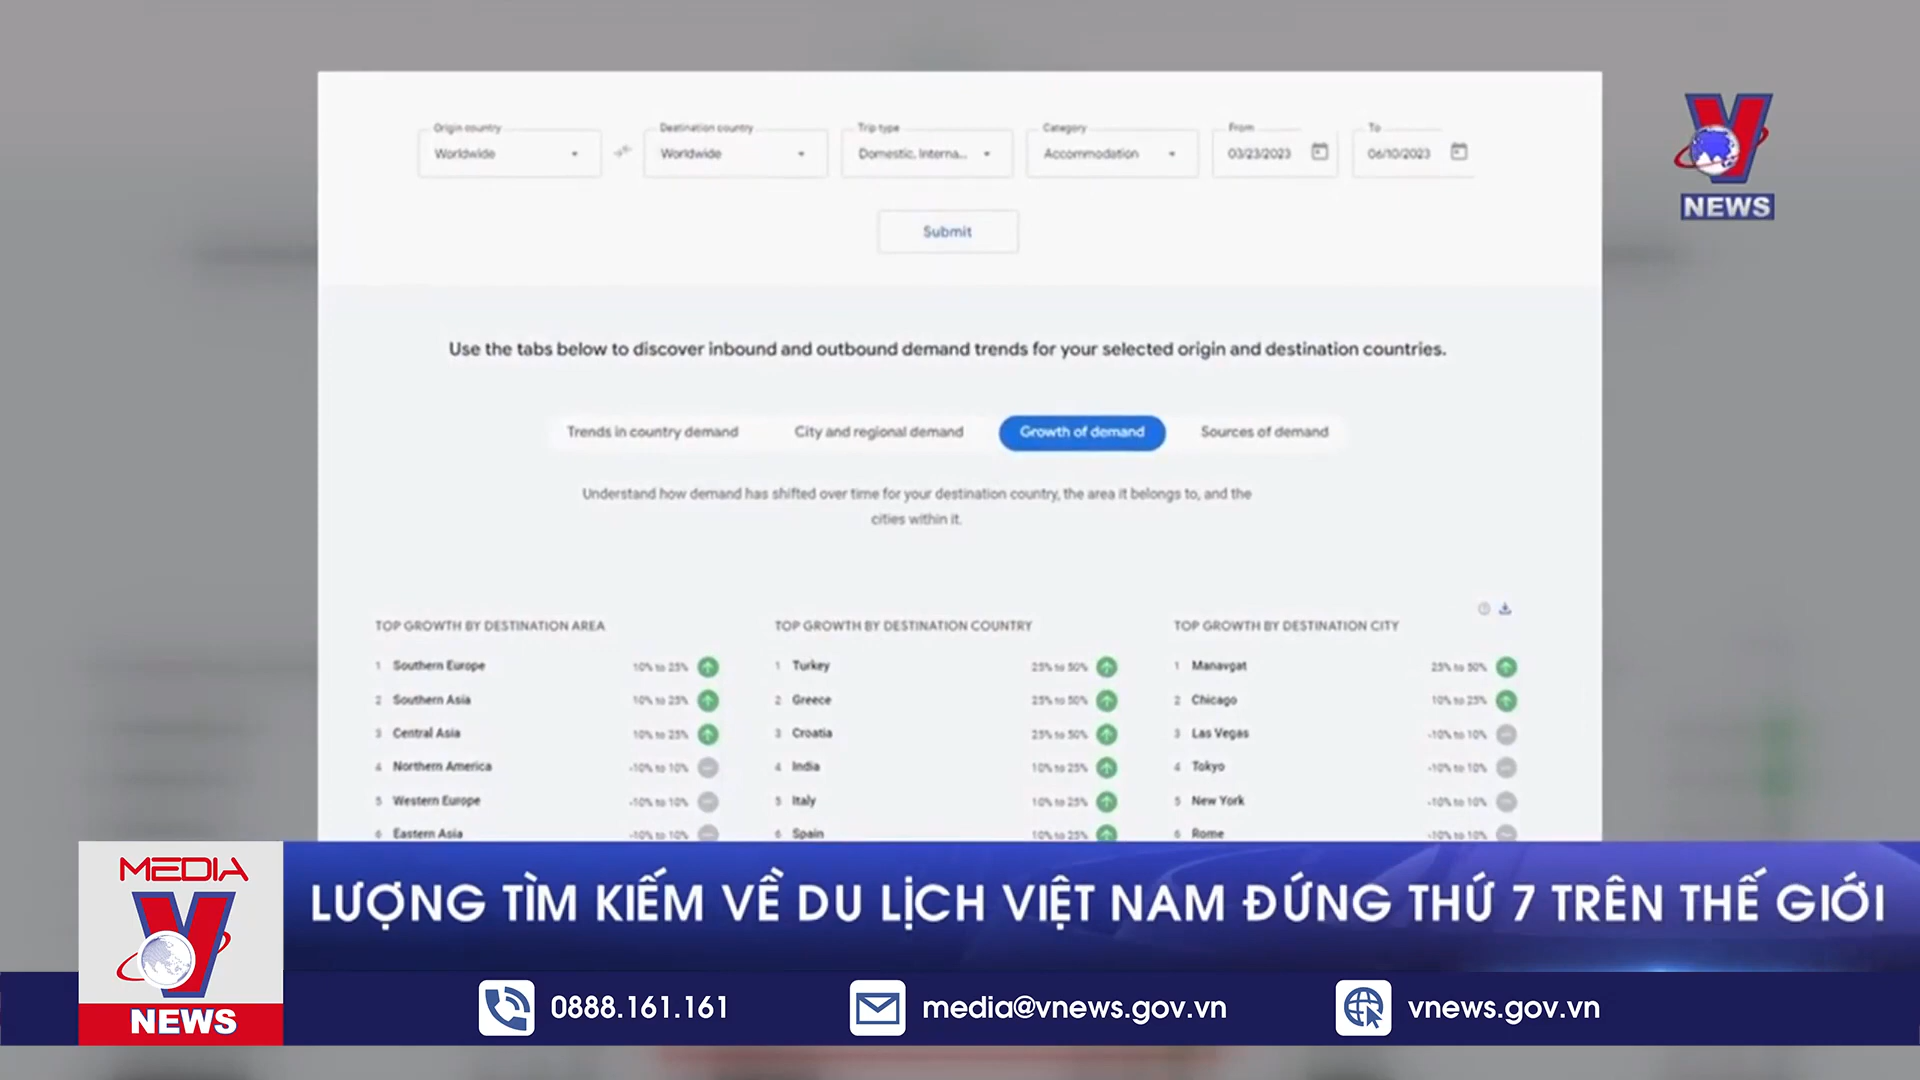 Origin country
Worldwide
Destination country
Worldwide
Trip type
Domestic, Interna...
Category
Accommodation
From
03/23/2023
To
06/10/2023
Submit
V
NEWS
Use the tabs below to discover inbound and outbound demand trends for your selected origin and destination countries.
Trends in country demand
City and regional demand
Growth of demand
Sources of demand
Understand how demand has shifted over time for your destination country, the area it belongs to, and the
cities within it.
TOP GROWTH BY DESTINATION AREA
1 Southern Europe 10% to 25%
2 Southern Asia 10% to 25%
3 Central Asia 10% to 25%
4 Northern America -10% to 10%
5 Western Europe -10% to 10%
6 Eastern Asia -10% to 10%
TOP GROWTH BY DESTINATION COUNTRY
1 Turkey 25% to 50%
2 Greece 25% to 50%
3 Croatia 25% to 50%
4 India 10% to 25%
5 Italy 10% to 25%
6 Spain 10% to 25%
TOP GROWTH BY DESTINATION CITY
1 Manavgat 25% to 50%
2 Chicago 10% to 25%
3 Las Vegas -10% to 10%
4 Tokyo -10% to 10%
5 New York -10% to 10%
6 Rome -10% to 10%
MEDIA
V
NEWS
LƯỢNG TÌM KIẾM VỀ DU LỊCH VIỆT NAM ĐỨNG THỨ 7 TRÊN THẾ GIỚI
0888.161.161
media@vnews.gov.vn
vnews.gov.vn